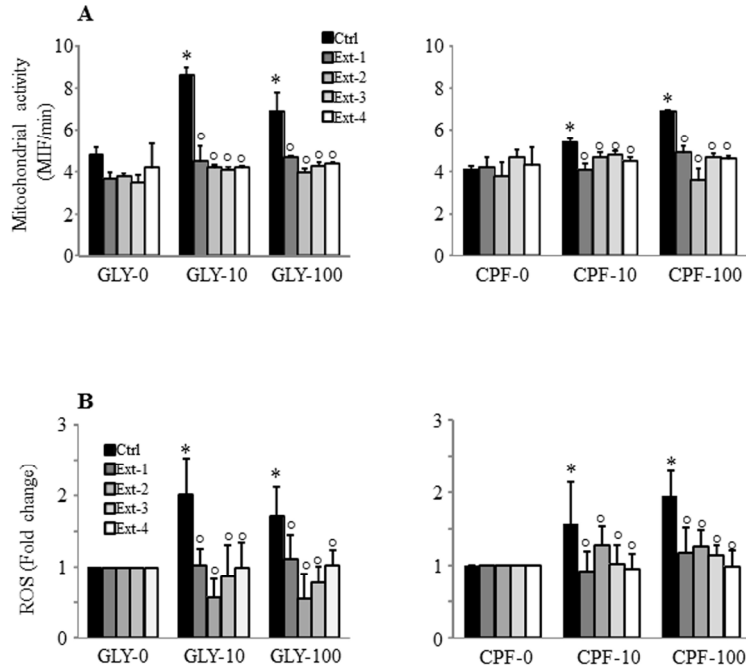 A
Mitochondrial activity
(MIF/min)
10
8
6
4
2
0
*
*
Ctrl
Ext-1
Ext-2
Ext-3
Ext-4
GLY-0 GLY-10 GLY-100
10
8
6
4
2
0
*
*
CPF-0 CPF-10 CPF-100
B
ROS (Fold change)
3
2
1
0
Ctrl
Ext-1
Ext-2
Ext-3
Ext-4
*
*
GLY-0 GLY-10 GLY-100
3
2
1
0
*
*
CPF-0 CPF-10 CPF-100